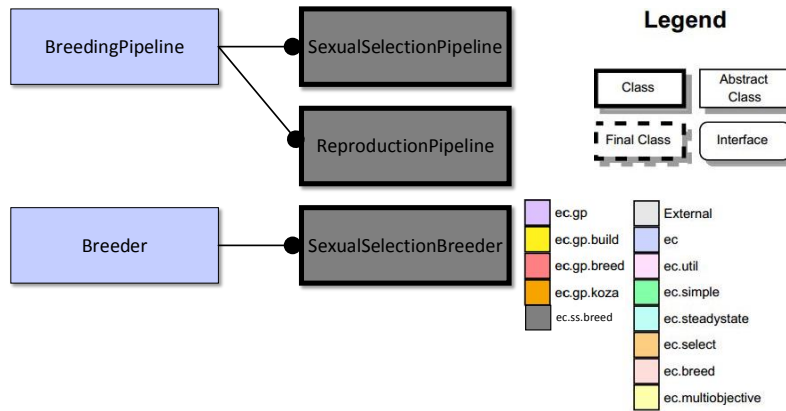 BreedingPipeline
SexualSelectionPipeline
ReproductionPipeline
Breeder
SexualSelectionBreeder
Legend
Class
Abstract
Class
Final Class
Interface
ec.gp
ec.gp.build
ec.gp.breed
ec.gp.koza
ec.ss.breed
External
ec
ec.util
ec.simple
ec.steadystate
ec.select
ec.breed
ec.multiobjective